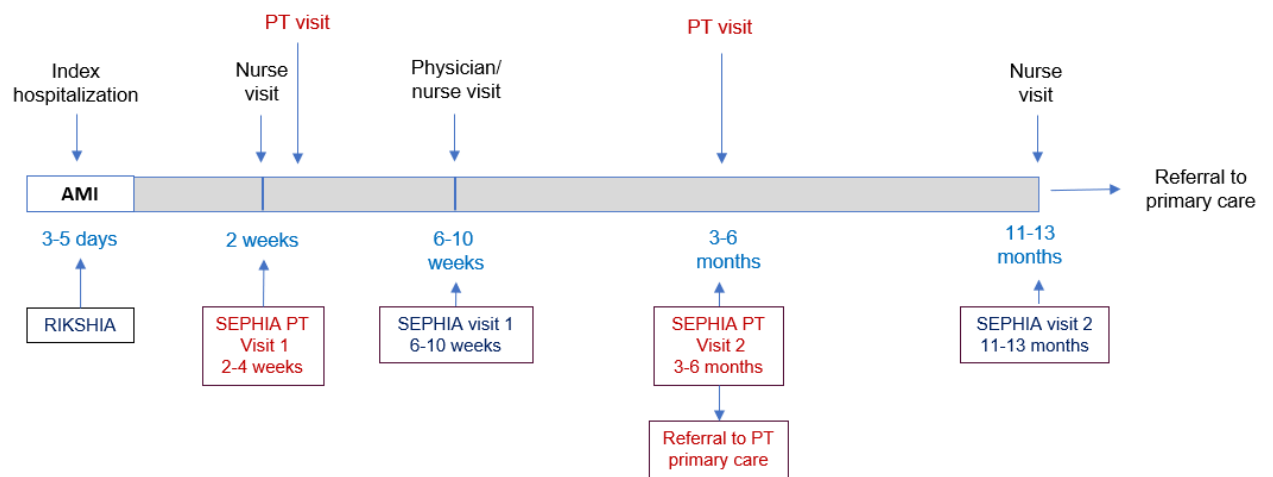 PT visit
PT visit
Index
hospitalization
Nurse
visit
Physician/
nurse visit
Nurse
visit
AMI
Referral to
primary care
3-5 days
2 weeks
6-10
weeks
3-6
months
11-13
months
RIKSHIA
SEPHIA PT
Visit 1
2-4 weeks
SEPHIA visit 1
6-10 weeks
SEPHIA PT
Visit 2
3-6 months
SEPHIA visit 2
11-13 months
Referral to PT
primary care